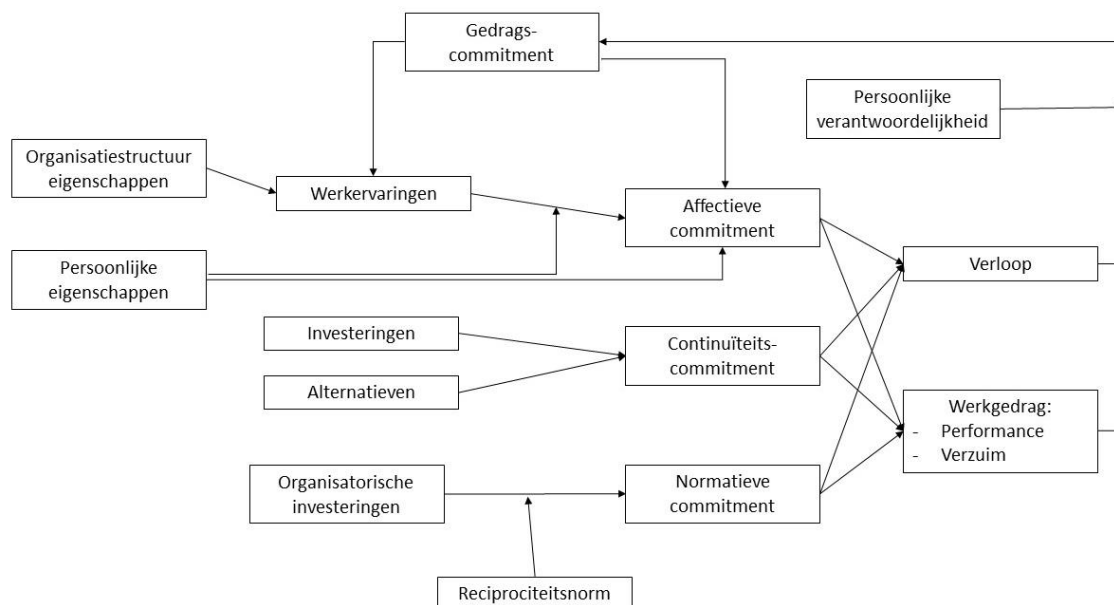 Gedrags-
commitment
Persoonlijke
verantwoordelijkheid
Organisatiestructuur
eigenschappen
Werkervaringen
Affectieve
commitment
Persoonlijke
eigenschappen
Verloop
Investeringen
Continuïteits-
commitment
Alternatieven
Werkgedrag:
- Performance
- Verzuim
Organisatorische
investeringen
Normatieve
commitment
Reciprociteitsnorm